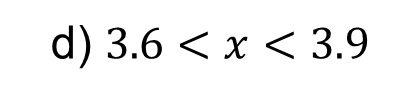 d) 3.6 < x < 3.9